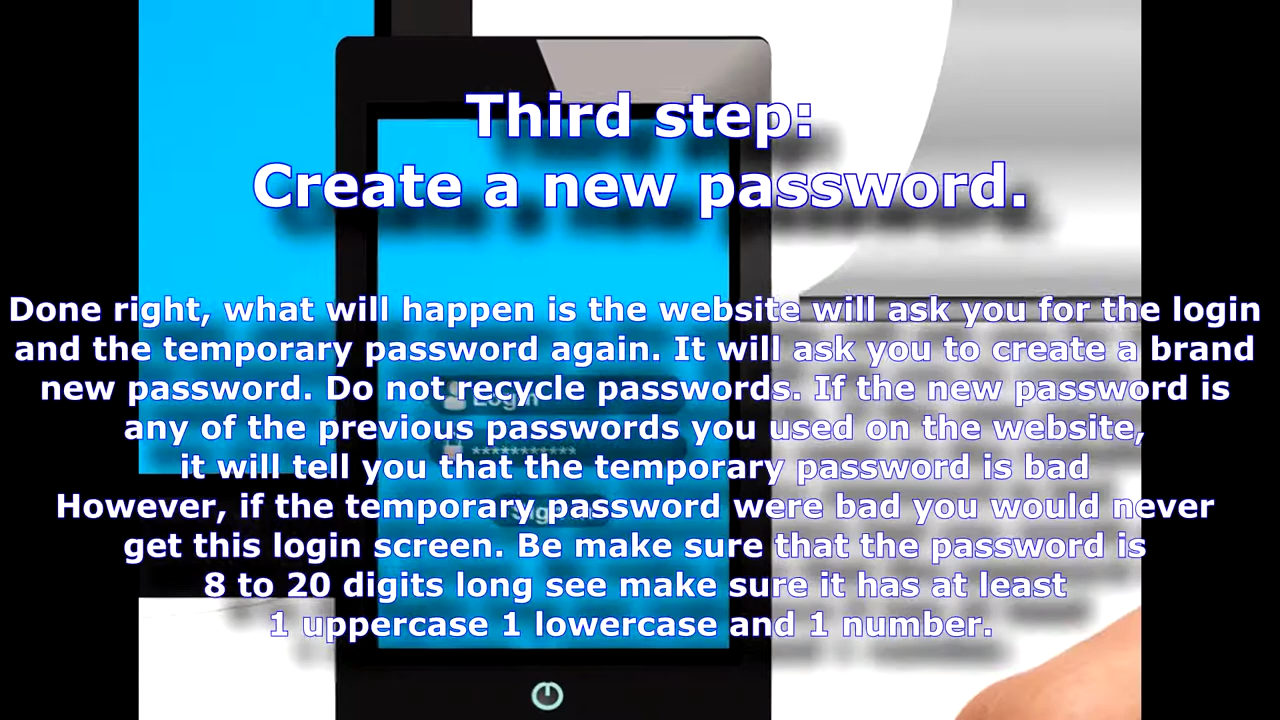 Third step:
Create a new password.
Done right, what will happen is the website will ask you for the login
and the temporary password again. It will ask you to create a brand
new password. Do not recycle passwords. If the new password is
any of the previous passwords you used on the website,
it will tell you that the temporary password is bad
However, if the temporary password were bad you would never
get this login screen. Be make sure that the password is
8 to 20 digits long see make sure it has at least
1 uppercase 1 lowercase and 1 number.
Login
***********